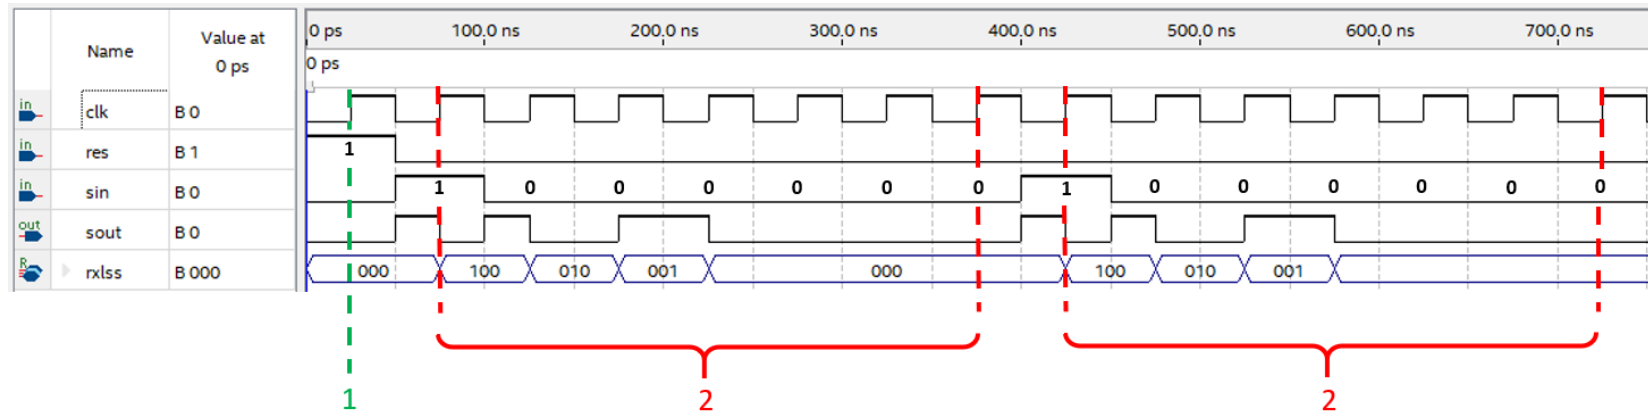 Name
Value at
0 ps
0 ps 100.0 ns 200.0 ns 300.0 ns 400.0 ns 500.0 ns 600.0 ns 700.0 ns
0 ps
in clk B 0
in res B 1 1
in sin B 0 1 0 0 0 0 0 0 1 0 0 0 0 0 0
out sout B 0
R rxlss B 000 000 100 010 001 000 100 010 001
1 2 2